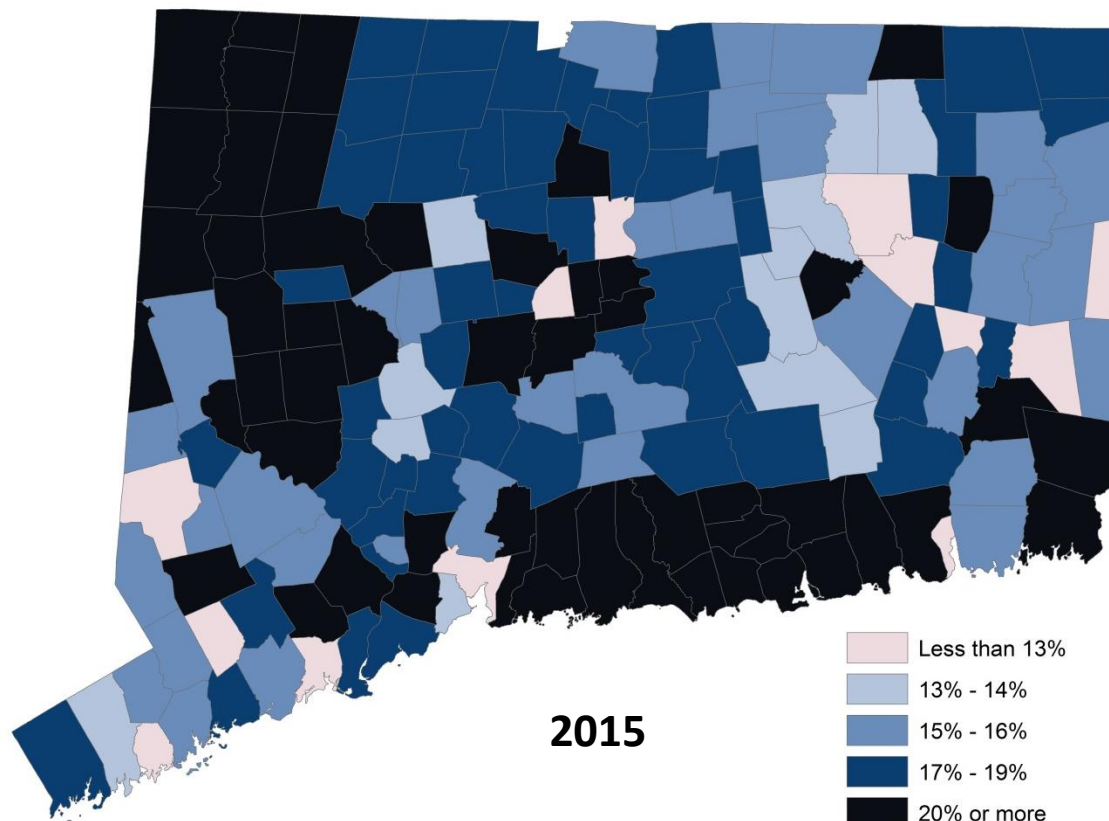 2015
Less than 13%
13% - 14%
15% - 16%
17% - 19%
20% or more